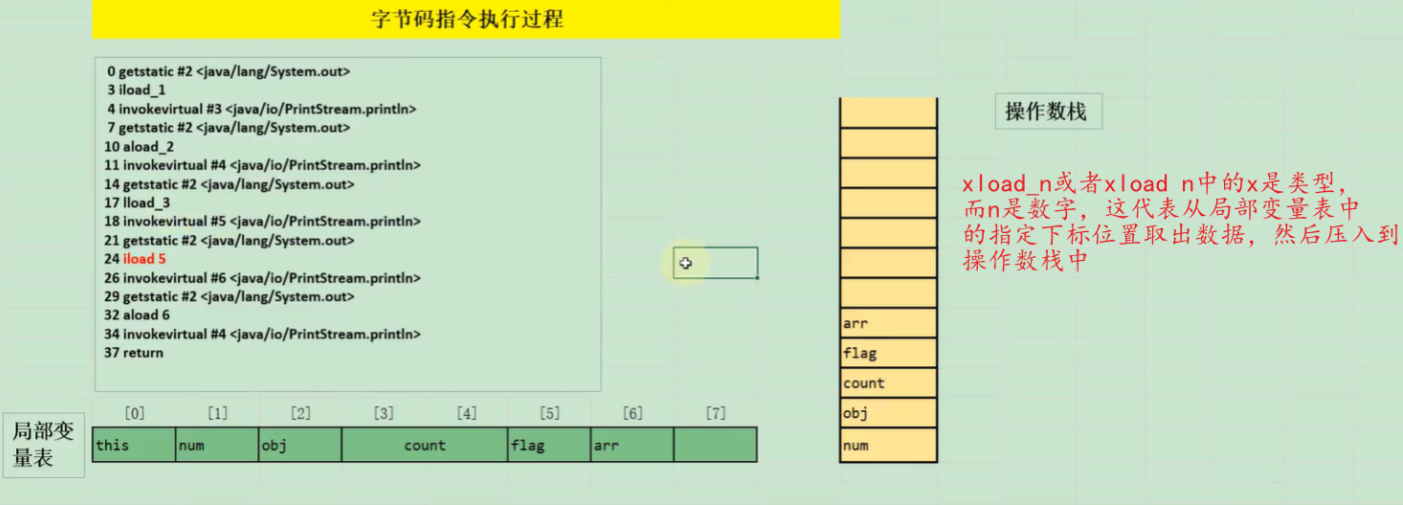 字节码指令执行过程
0 getstatic #2 <java/lang/System.out>
3 iload_1
4 invokevirtual #3 <java/io/PrintStream.println>
7 getstatic #2 <java/lang/System.out>
10 aload_2
11 invokevirtual #4 <java/io/PrintStream.println>
14 getstatic #2 <java/lang/System.out>
17 lload_3
18 invokevirtual #5 <java/io/PrintStream.println>
21 getstatic #2 <java/lang/System.out>
24 iload 5
26 invokevirtual #6 <java/io/PrintStream.println>
29 getstatic #2 <java/lang/System.out>
32 aload 6
34 invokevirtual #4 <java/io/PrintStream.println>
37 return
局部变
量表
[0] [1] [2] [3] [4] [5] [6] [7]
this num obj count flag arr
arr
flag
count
obj
num
操作数栈
xload_n或者xload n中的x是类型，
而n是数字，这代表从局部变量表中
的指定下标位置取出数据，然后压入到
操作数栈中